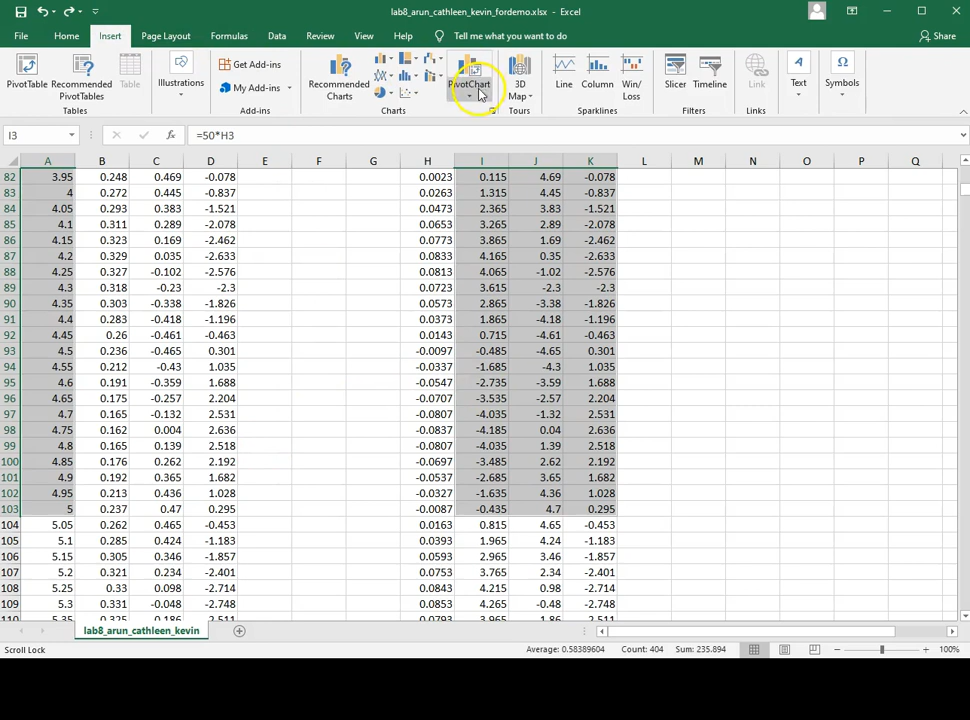 lab8_arun_cathleen_kevin_fordemo.xlsx - Excel
File Home Insert Page Layout Formulas Data Review View Help Tell me what you want to do Share
PivotTable Recommended PivotTables Table Illustrations Get Add-ins My Add-ins Recommended Charts PivotChart 3D Map Line Column Win/Loss Slicer Timeline Link Text Symbols
Tables Add-ins Charts Tours Sparklines Filters Links
I3 fx =50*H3
A B C D E F G H I J K L M N O P Q
82 3.95 0.248 0.469 -0.078 0.0023 0.115 4.69 -0.078
83 4 0.272 0.445 -0.837 0.0263 1.315 4.45 -0.837
84 4.05 0.293 0.383 -1.521 0.0473 2.365 3.83 -1.521
85 4.1 0.311 0.289 -2.078 0.0653 3.265 2.89 -2.078
86 4.15 0.323 0.169 -2.462 0.0773 3.865 1.69 -2.462
87 4.2 0.329 0.035 -2.633 0.0833 4.165 0.35 -2.633
88 4.25 0.327 -0.102 -2.576 0.0813 4.065 -1.02 -2.576
89 4.3 0.318 -0.23 -2.3 0.0723 3.615 -2.3 -2.3
90 4.35 0.303 -0.338 -1.826 0.0573 2.865 -3.38 -1.826
91 4.4 0.283 -0.418 -1.196 0.0373 1.865 -4.18 -1.196
92 4.45 0.26 -0.461 -0.463 0.0143 0.715 -4.61 -0.463
93 4.5 0.236 -0.465 0.301 -0.0097 -0.485 -4.65 0.301
94 4.55 0.212 -0.43 1.035 -0.0337 -1.685 -4.3 1.035
95 4.6 0.191 -0.359 1.688 -0.0547 -2.735 -3.59 1.688
96 4.65 0.175 -0.257 2.204 -0.0707 -3.535 -2.57 2.204
97 4.7 0.165 -0.132 2.531 -0.0807 -4.035 -1.32 2.531
98 4.75 0.162 0.004 2.636 -0.0837 -4.185 0.04 2.636
99 4.8 0.165 0.139 2.518 -0.0807 -4.035 1.39 2.518
100 4.85 0.176 0.262 2.192 -0.0697 -3.485 2.62 2.192
101 4.9 0.192 0.365 1.682 -0.0537 -2.685 3.65 1.682
102 4.95 0.213 0.436 1.028 -0.0327 -1.635 4.36 1.028
103 5 0.237 0.47 0.295 -0.0087 -0.435 4.7 0.295
104 5.05 0.262 0.465 -0.453 0.0163 0.815 4.65 -0.453
105 5.1 0.285 0.424 -1.183 0.0393 1.965 4.24 -1.183
106 5.15 0.305 0.346 -1.857 0.0593 2.965 3.46 -1.857
107 5.2 0.321 0.234 -2.401 0.0753 3.765 2.34 -2.401
108 5.25 0.33 0.098 -2.714 0.0843 4.215 0.98 -2.714
109 5.3 0.331 -0.048 -2.748 0.0853 4.265 -0.48 -2.748
110 5.35 0.325 0.0793 3.965
lab8_arun_cathleen_kevin
Scroll Lock Average: 0.58389604 Count: 404 Sum: 235.894 100%